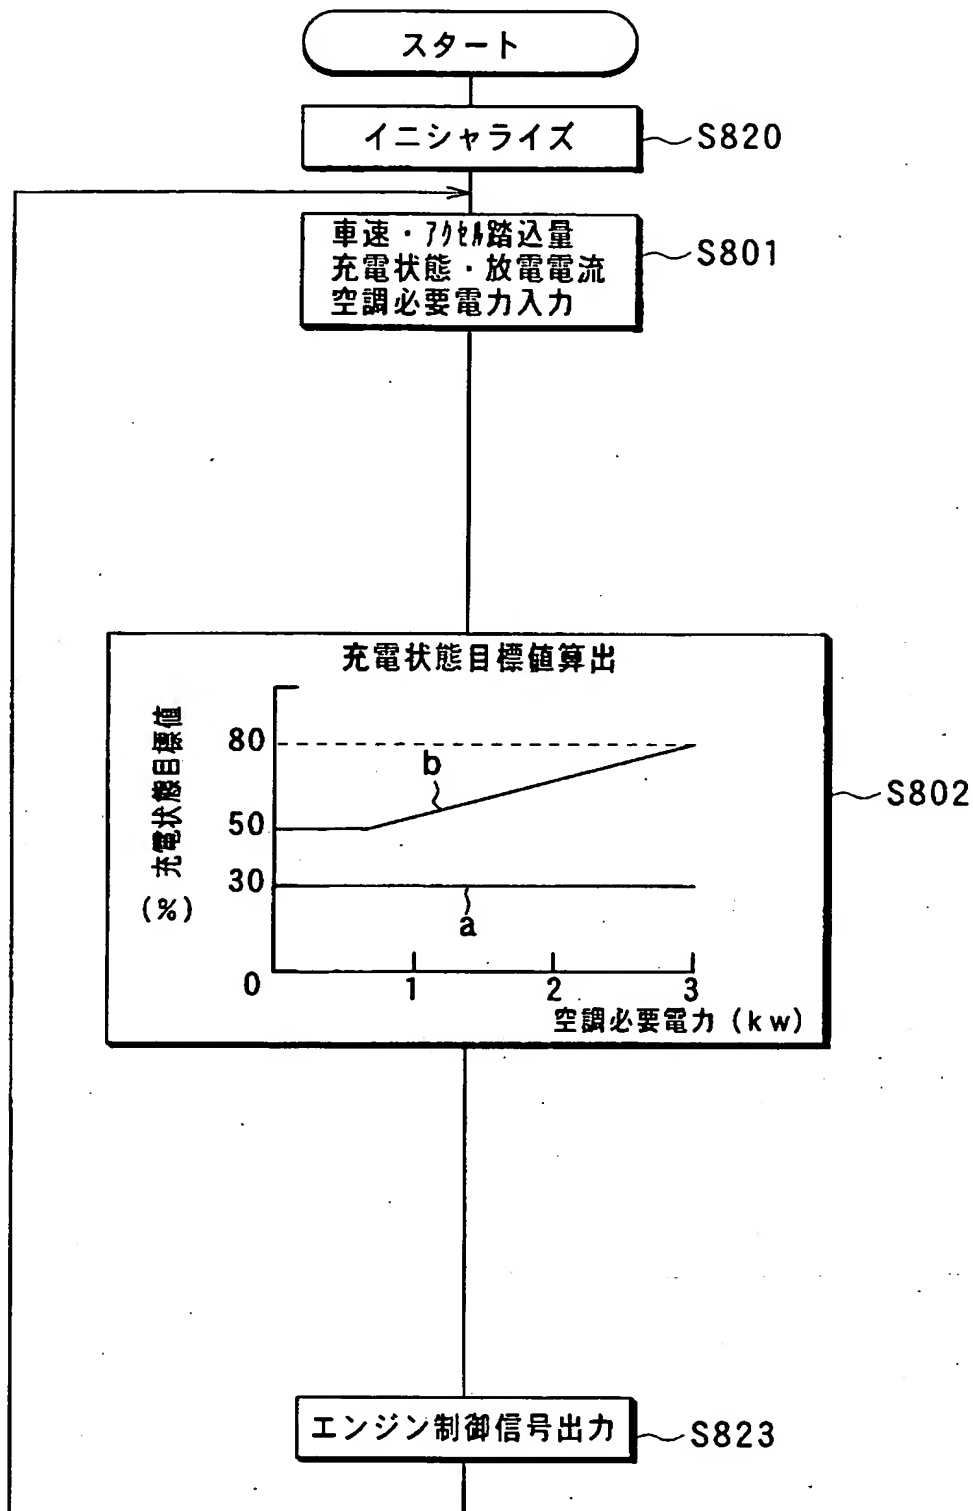 スタート
イニシャライズ
S820
車速・アクセル踏込量
充電状態・放電電流
空調必要電力入力
S801
充電状態目標値算出
充電状態目標値
(%)
80
50
30
0
b
a
1
2
3
空調必要電力(kw)
S802
エンジン制御信号出力
S823